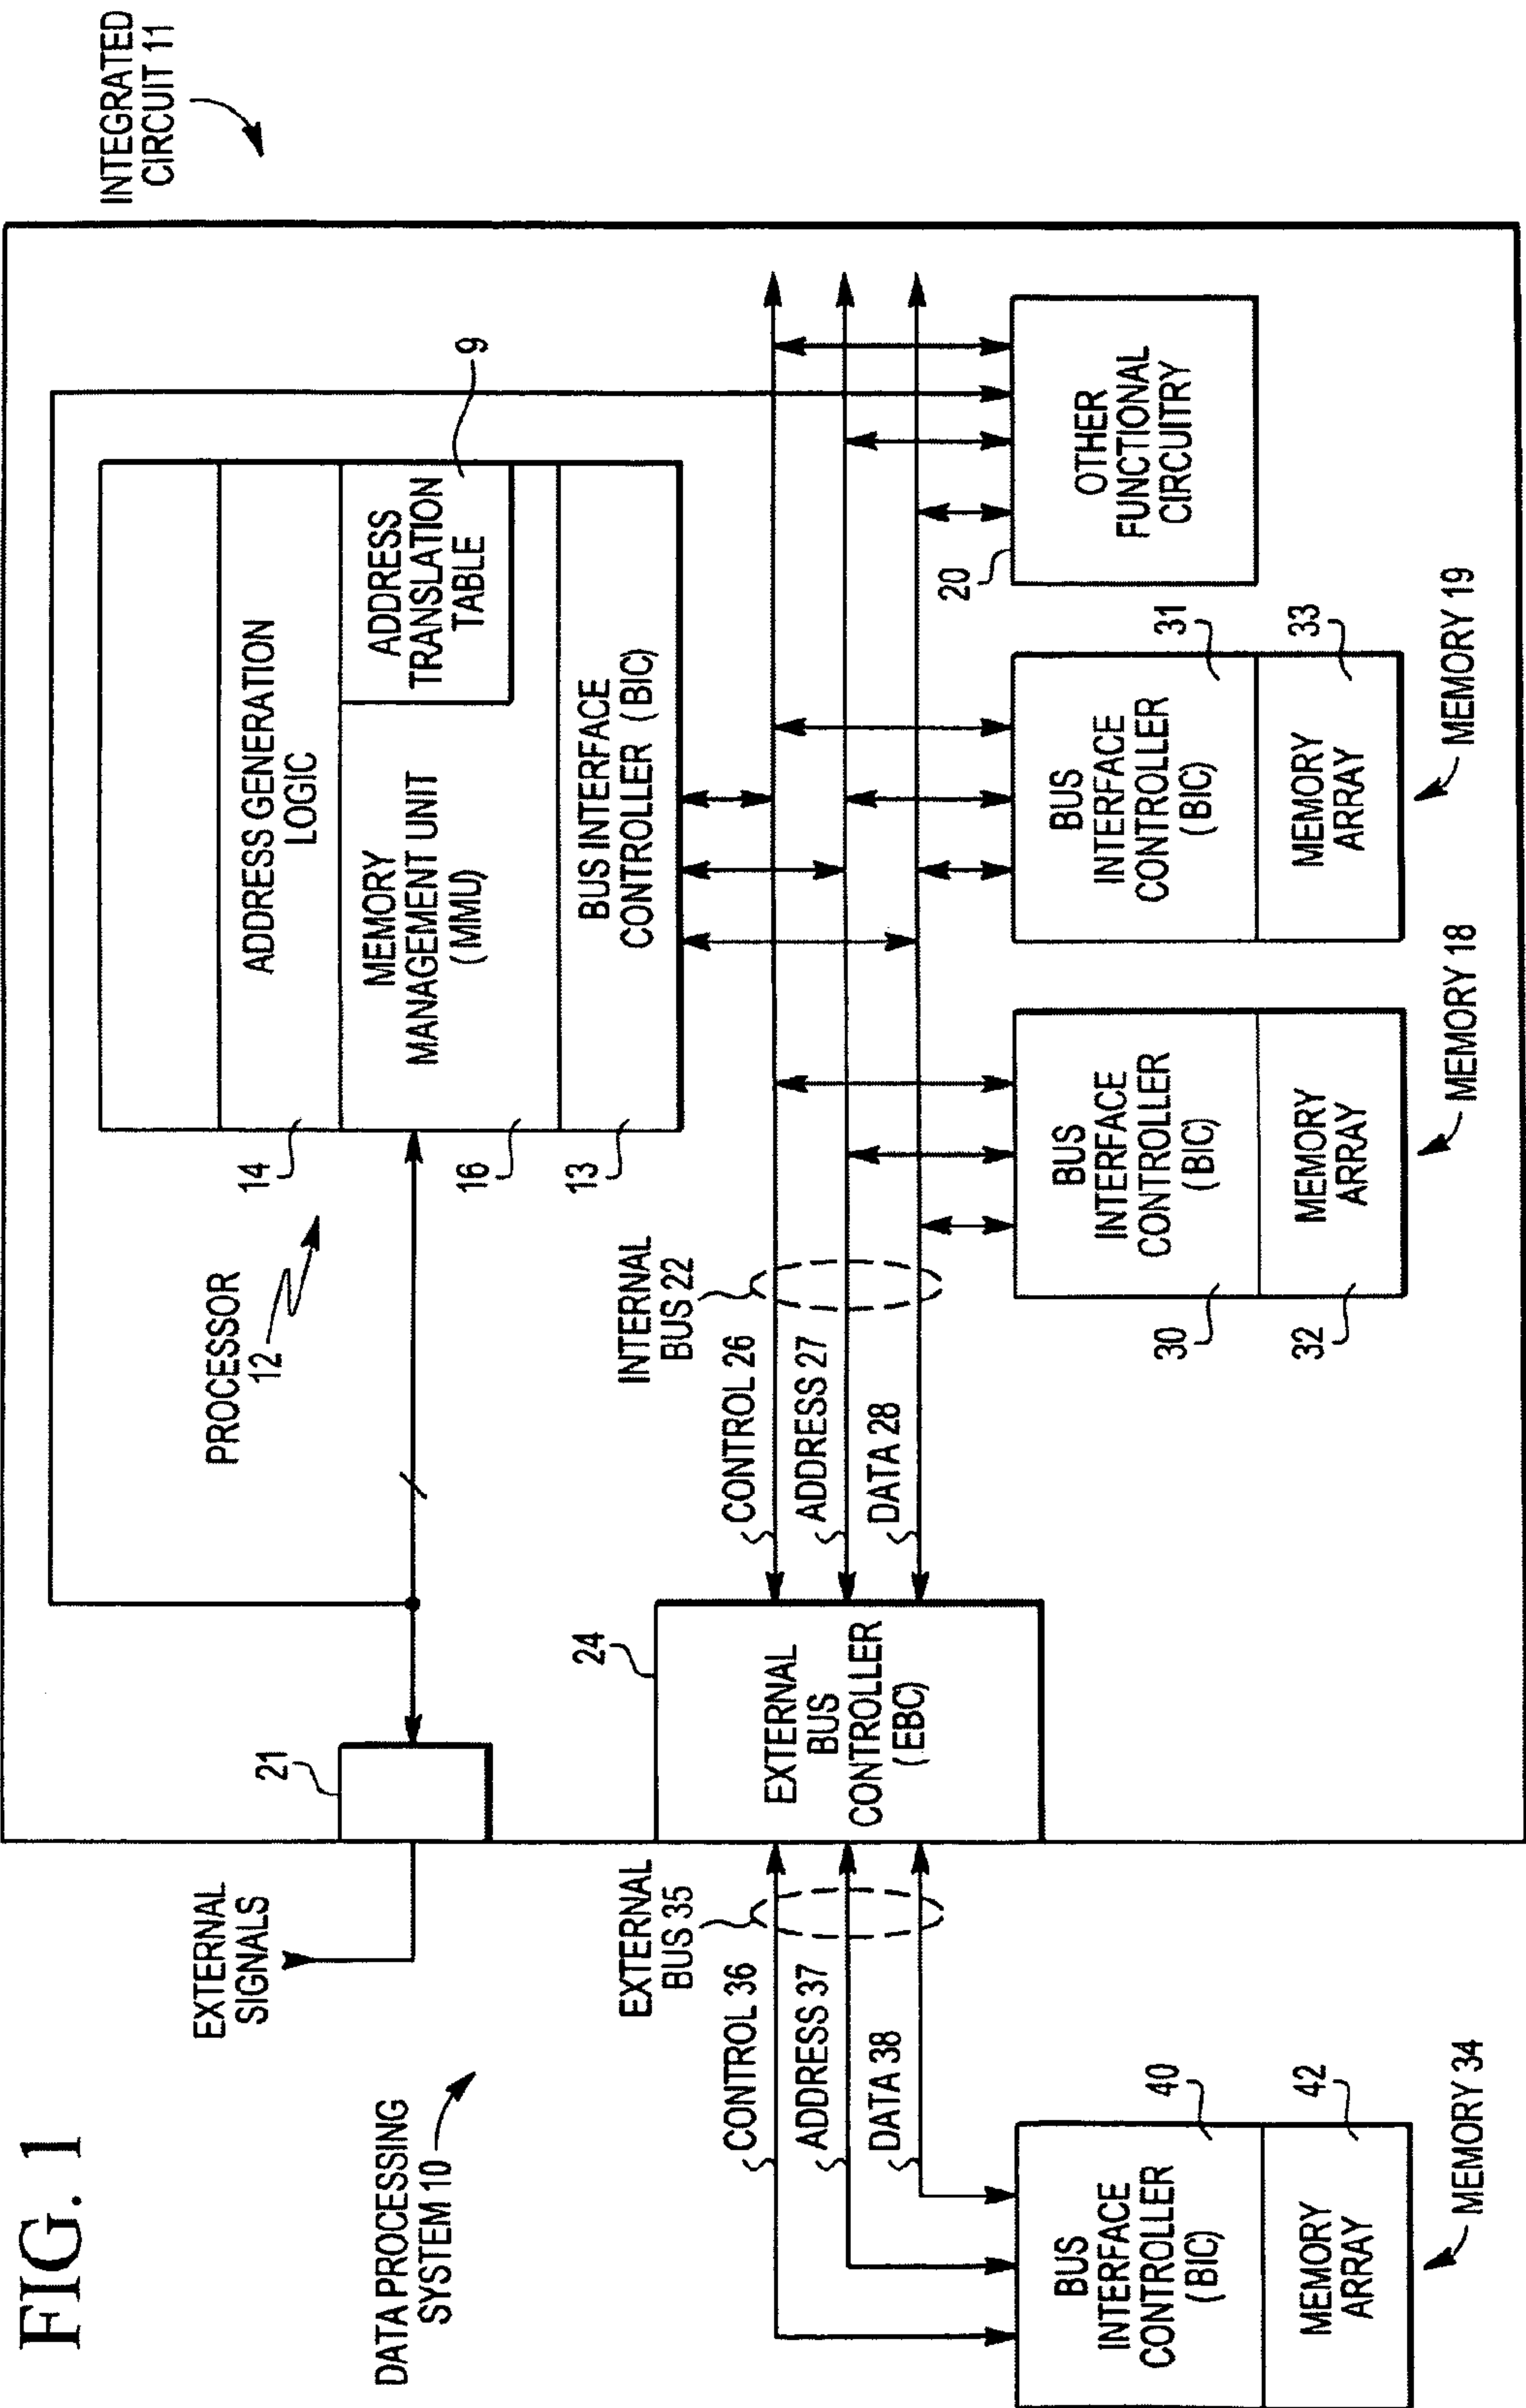 FIG. 1
DATA PROCESSING
SYSTEM 10
EXTERNAL
SIGNALS
21
PROCESSOR
12
INTEGRATED
CIRCUIT 11
14
ADDRESS GENERATION
LOGIC
16
MEMORY
MANAGEMENT UNIT
(MMU)
ADDRESS
TRANSLATION
TABLE
9
13
BUS INTERFACE
CONTROLLER (BIC)
EXTERNAL
BUS 35
CONTROL 36
ADDRESS 37
DATA 38
24
EXTERNAL
BUS
CONTROLLER
(EBC)
INTERNAL
BUS 22
CONTROL 26
ADDRESS 27
DATA 28
BUS
INTERFACE
CONTROLLER
(BIC)
40
MEMORY
ARRAY
42
MEMORY 34
30
BUS
INTERFACE
CONTROLLER
(BIC)
32
MEMORY
ARRAY
MEMORY 18
BUS
INTERFACE
CONTROLLER
(BIC)
31
MEMORY
ARRAY
33
MEMORY 19
20
OTHER
FUNCTIONAL
CIRCUITRY